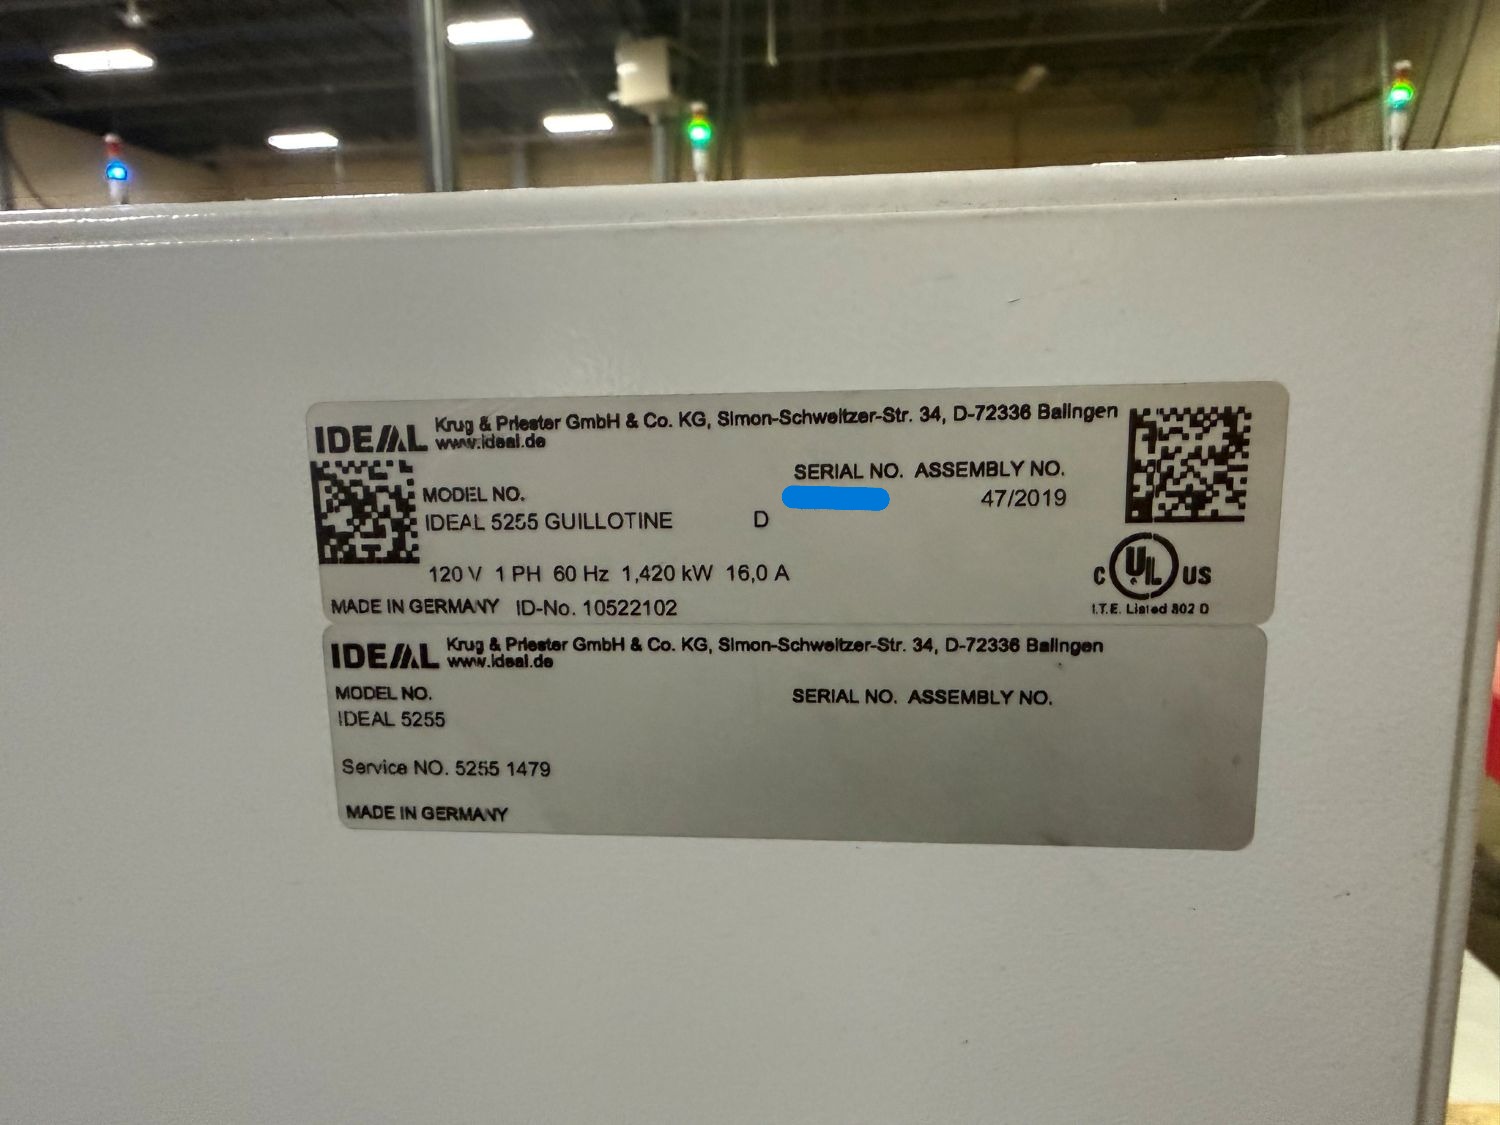 IDEAL Krug & Priester GmbH & Co. KG, Simon-Schweitzer-Str. 34, D-72336 Balingen
www.ideal.de
SERIAL NO. ASSEMBLY NO.
MODEL NO.
47/2019
IDEAL 5255 GUILLOTINE D
120 V 1 PH 60 Hz 1,420 kW 16,0 A
C UL US
MADE IN GERMANY ID-No. 10522102
I.T.E. Listed 802 D
IDEAL Krug & Priester GmbH & Co. KG, Simon-Schweitzer-Str. 34, D-72336 Balingen
www.ideal.de
MODEL NO. SERIAL NO. ASSEMBLY NO.
IDEAL 5255
Service NO. 5255 1479
MADE IN GERMANY